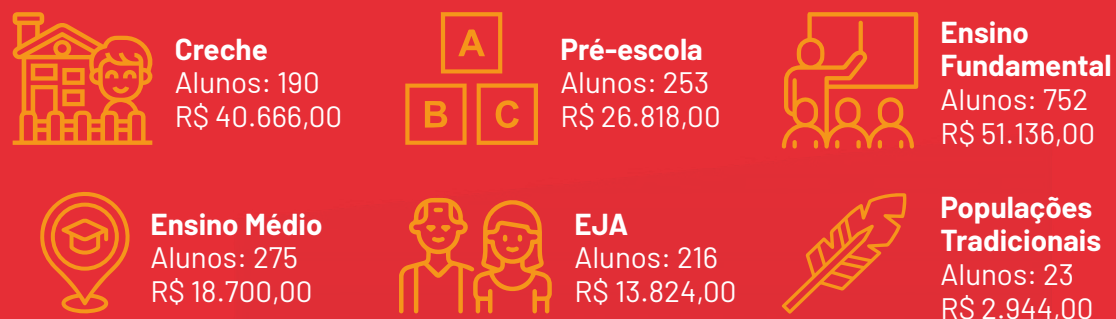 Creche
Alunos: 190
R$ 40.666,00
A
B C
Pré-escola
Alunos: 253
R$ 26.818,00
Ensino
Fundamental
Alunos: 752
R$ 51.136,00
Ensino Médio
Alunos: 275
R$ 18.700,00
EJA
Alunos: 216
R$ 13.824,00
Populações
Tradicionais
Alunos: 23
R$ 2.944,00